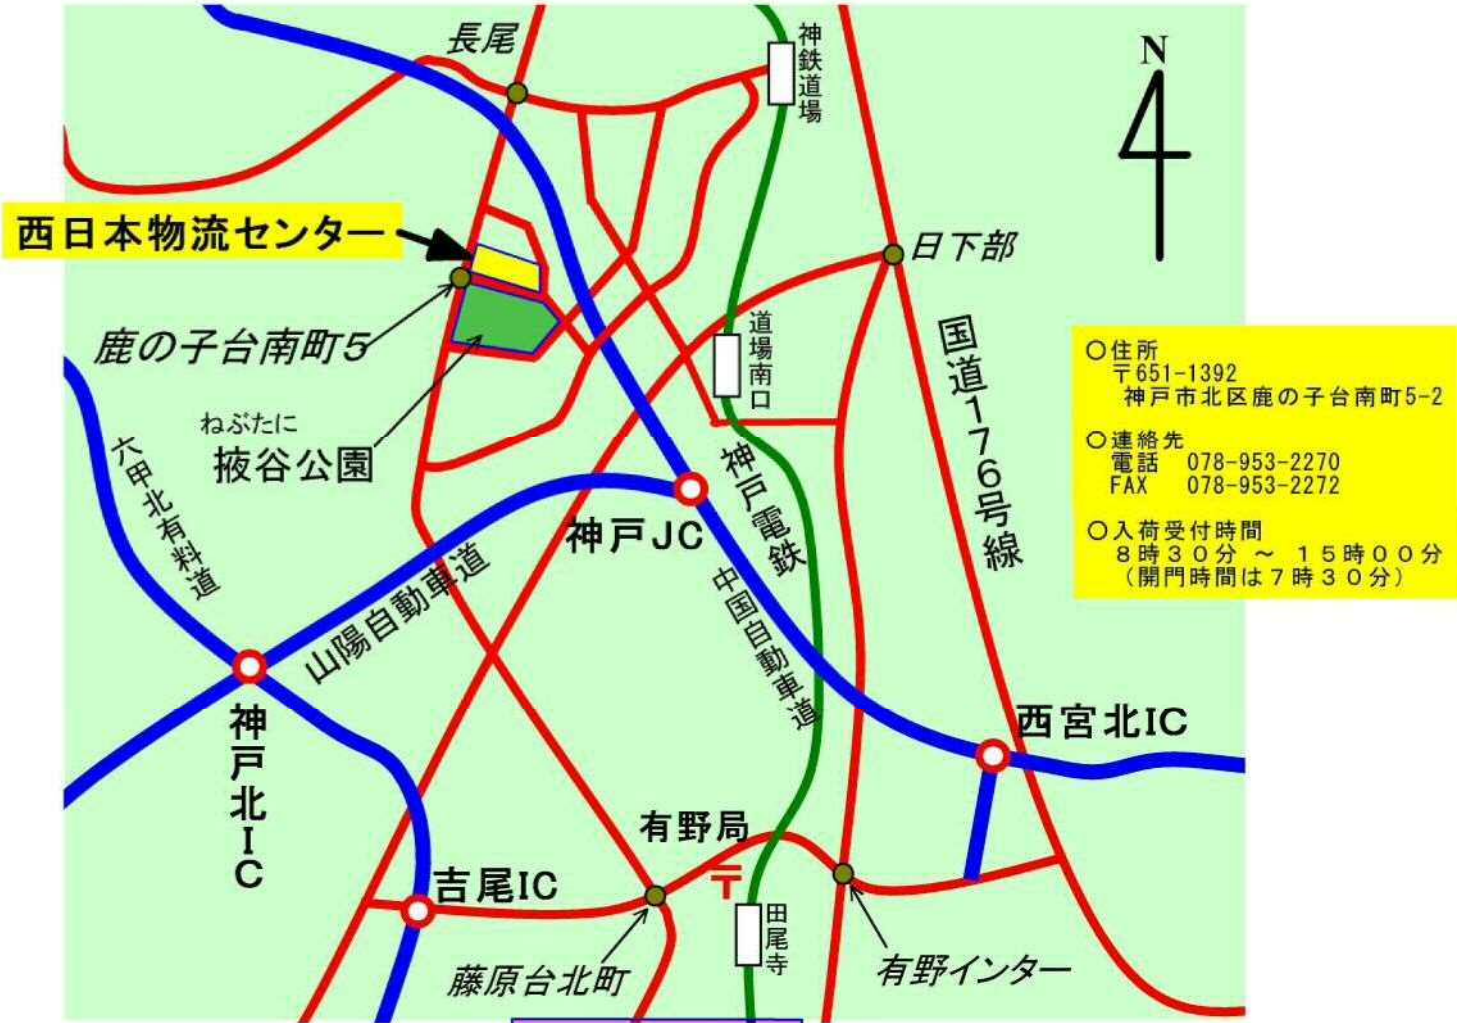 長尾
神鉄道場
N
西日本物流センター
日下部
鹿の子台南町5
道場南口
国道176号線
ねぶたに
掖谷公園
六甲北有料道
神戸電鉄
神戸JC
山陽自動車道
中国自動車道
神戸北IC
西宮北IC
有野局
〒
吉尾IC
田尾寺
藤原台北町
有野インター
○住所
〒651-1392
神戸市北区鹿の子台南町5-2
○連絡先
電話 078-953-2270
FAX 078-953-2272
○入荷受付時間
8時30分 ～ 15時00分
（開門時間は7時30分）